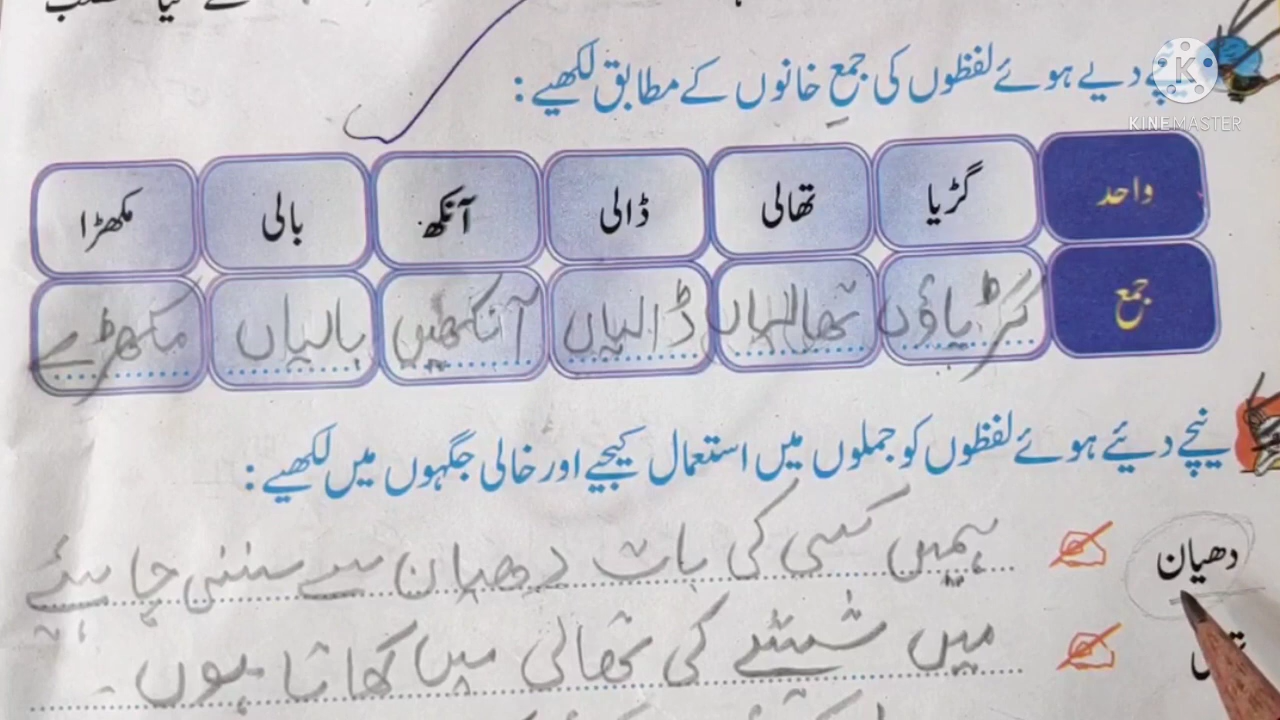 نیچے دیے ہوئے لفظوں کی جمع خانوں کے مطابق لکھیے :
KINEMASTER
واحد گڑیا تھالی ڈالی آنکھ بالی مکھڑا
جمع گڑیاؤں تھالیاں ڈالیاں آنکھیں بالیاں مکھڑے
نیچے دیئے ہوئے لفظوں کو جملوں میں استعمال کیجیے اور خالی جگہوں میں لکھیے :
دھیان ہمیں کسی کی بات دھیان سے سننی چاہئے
میں شیشے کی تھالی میں کھاتا ہوں ۔